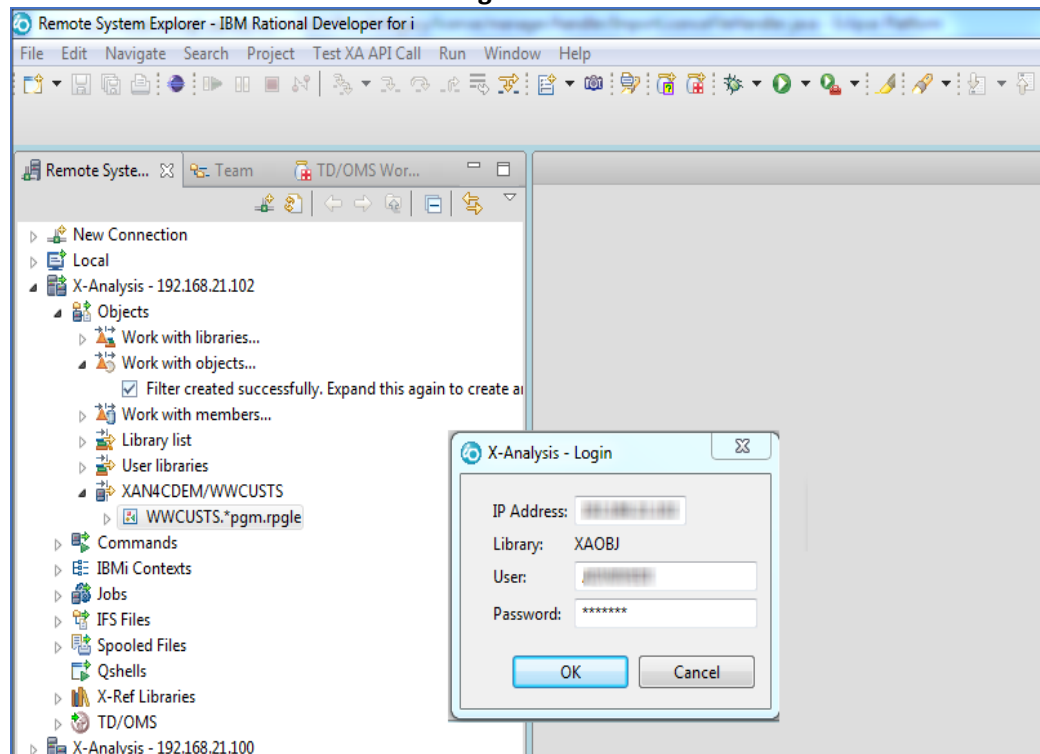 Remote System Explorer - IBM Rational Developer for i
File Edit Navigate Search Project Test XA API Call Run Window Help
Remote Syste... Team TD/OMS Wor...
New Connection
Local
X-Analysis - 192.168.21.102
Objects
Work with libraries...
Work with objects...
Filter created successfully. Expand this again to create
Work with members...
Library list
User libraries
XAN4CDEM/WWCUSTS
WWCUSTS.*pgm.rpgle
Commands
IBMi Contexts
Jobs
IFS Files
Spooled Files
Qshells
X-Ref Libraries
TD/OMS
X-Analysis - 192.168.21.100
X-Analysis - Login
IP Address:
Library: XAOBJ
User:
Password: *******
OK Cancel